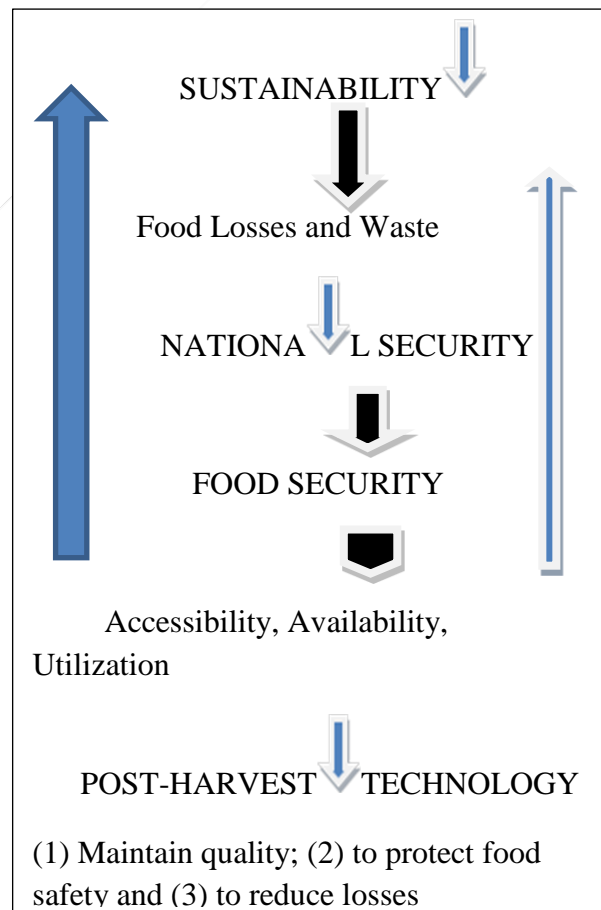 SUSTAINABILITY
Food Losses and Waste
NATIONA L SECURITY
FOOD SECURITY
Accessibility, Availability,
Utilization
POST-HARVEST TECHNOLOGY
(1) Maintain quality; (2) to protect food
safety and (3) to reduce losses